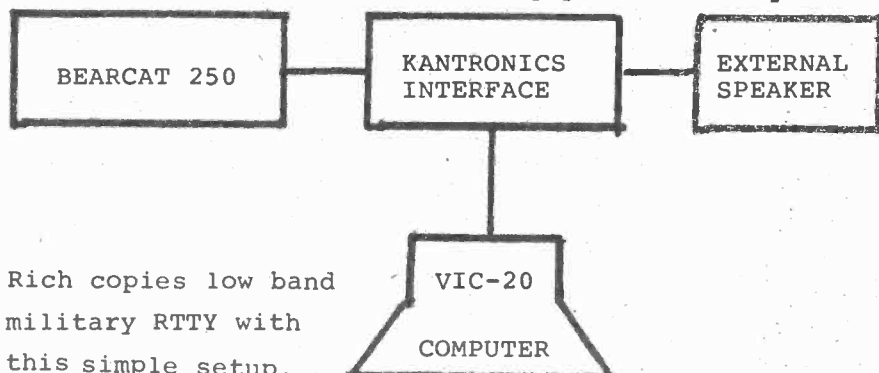 BEARCAT 250
KANTRONICS
INTERFACE
EXTERNAL
SPEAKER
Rich copies low band
military RTTY with
this simple setup.
VIC-20
COMPUTER